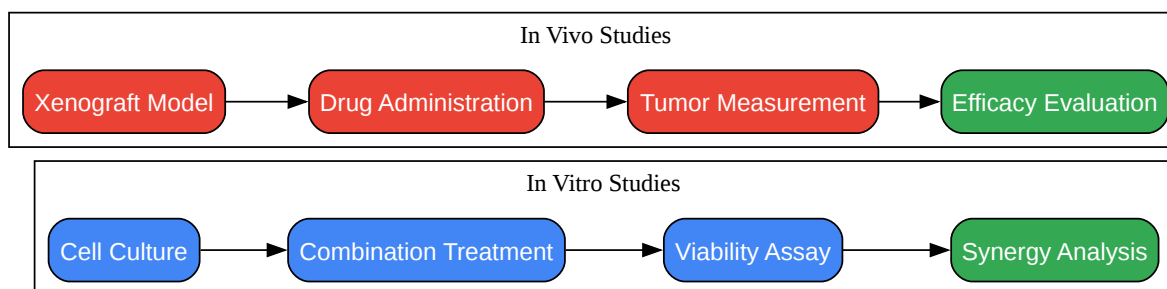 In Vivo Studies
Xenograft Model
Drug Administration
Tumor Measurement
Efficacy Evaluation
In Vitro Studies
Cell Culture
Combination Treatment
Viability Assay
Synergy Analysis